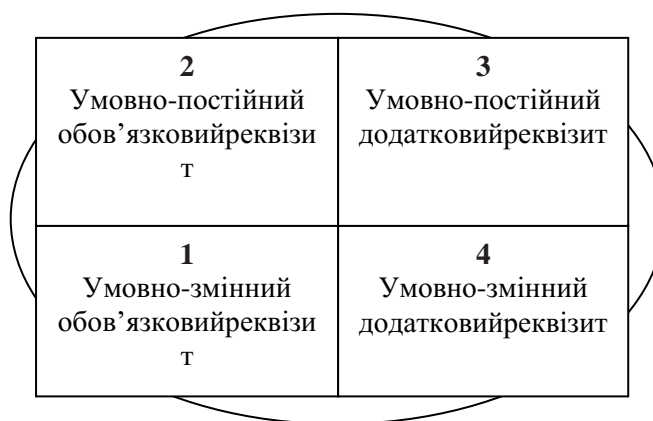 2
Умовно-постійний
обов’язковийреквізи
т
3
Умовно-постійний
додатковийреквізит
1
Умовно-змінний
обов’язковийреквізи
т
4
Умовно-змінний
додатковийреквізит